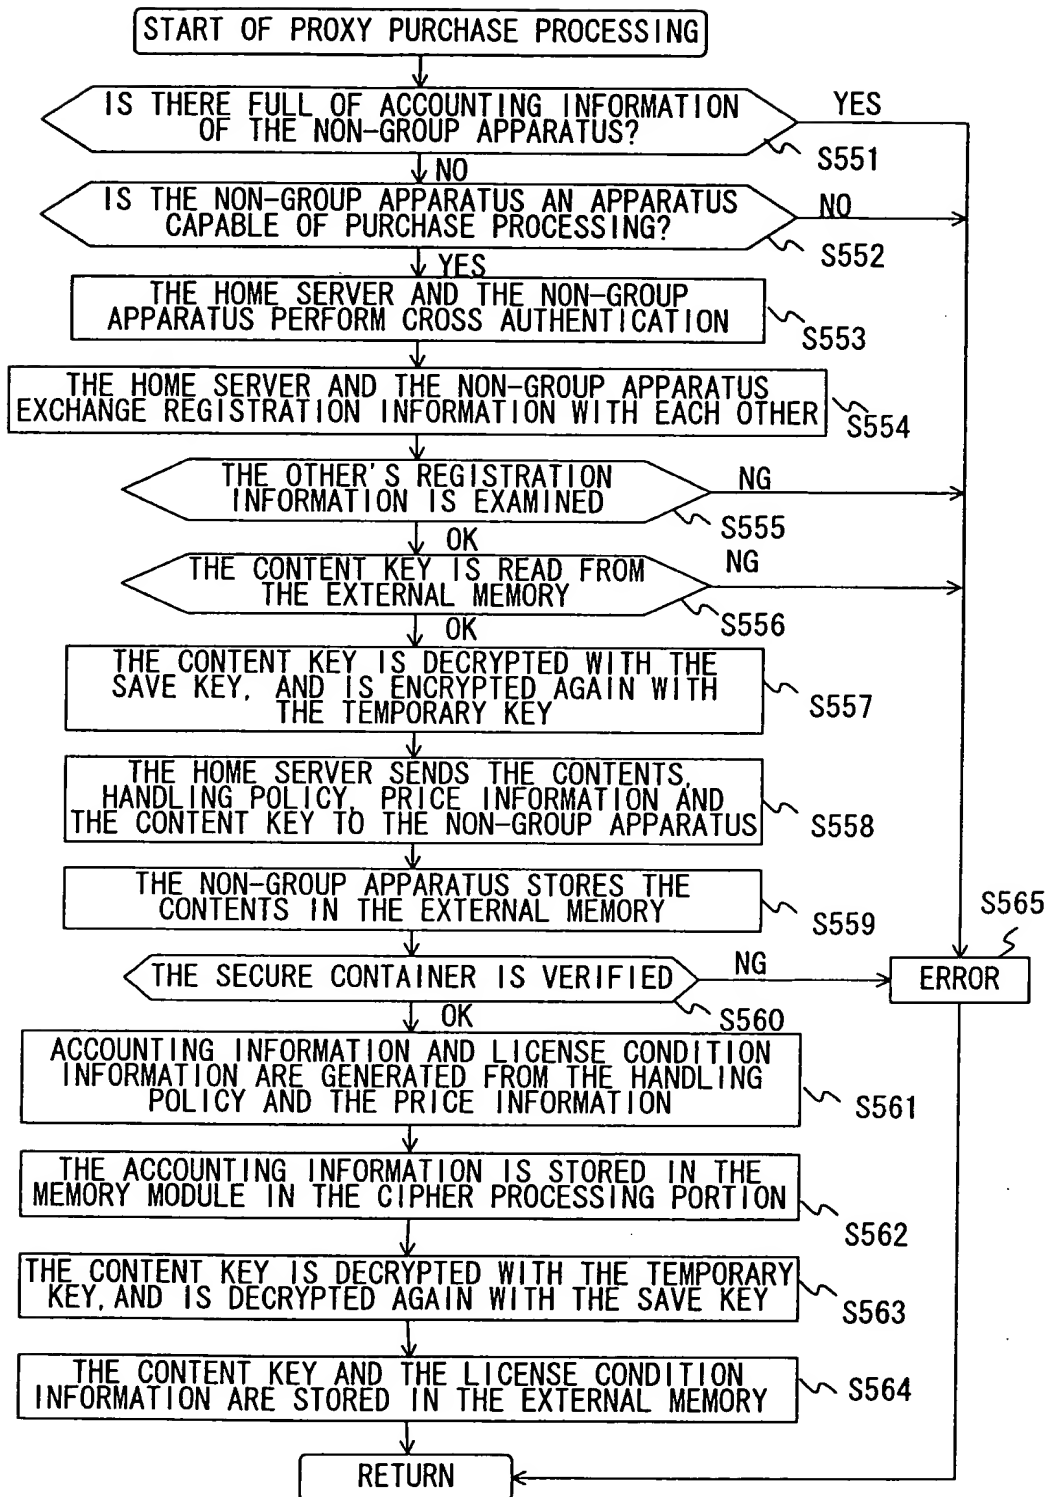 START OF PROXY PURCHASE PROCESSING
IS THERE FULL OF ACCOUNTING INFORMATION
OF THE NON-GROUP APPARATUS?
YES
S551
NO
IS THE NON-GROUP APPARATUS AN APPARATUS
CAPABLE OF PURCHASE PROCESSING?
NO
S552
YES
THE HOME SERVER AND THE NON-GROUP
APPARATUS PERFORM CROSS AUTHENTICATION
S553
THE HOME SERVER AND THE NON-GROUP APPARATUS
EXCHANGE REGISTRATION INFORMATION WITH EACH OTHER
S554
THE OTHER'S REGISTRATION
INFORMATION IS EXAMINED
NG
S555
OK
THE CONTENT KEY IS READ FROM
THE EXTERNAL MEMORY
NG
S556
OK
THE CONTENT KEY IS DECRYPTED WITH THE
SAVE KEY, AND IS ENCRYPTED AGAIN WITH
THE TEMPORARY KEY
S557
THE HOME SERVER SENDS THE CONTENTS,
HANDLING POLICY, PRICE INFORMATION AND
THE CONTENT KEY TO THE NON-GROUP APPARATUS
S558
THE NON-GROUP APPARATUS STORES THE
CONTENTS IN THE EXTERNAL MEMORY
S559
S565
THE SECURE CONTAINER IS VERIFIED
NG
ERROR
S560
OK
ACCOUNTING INFORMATION AND LICENSE CONDITION
INFORMATION ARE GENERATED FROM THE HANDLING
POLICY AND THE PRICE INFORMATION
S561
THE ACCOUNTING INFORMATION IS STORED IN THE
MEMORY MODULE IN THE CIPHER PROCESSING PORTION
S562
THE CONTENT KEY IS DECRYPTED WITH THE TEMPORARY
KEY, AND IS DECRYPTED AGAIN WITH THE SAVE KEY
S563
THE CONTENT KEY AND THE LICENSE CONDITION
INFORMATION ARE STORED IN THE EXTERNAL MEMORY
S564
RETURN